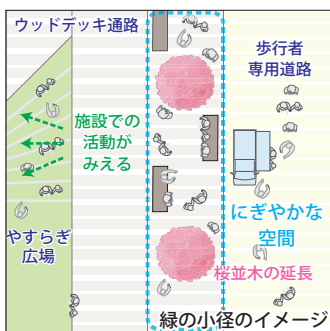 ウッドデッキ通路
歩行者
専用道路
施設での
活動が
みえる
にぎやかな
空間
やすらぎ
広場
桜並木の延長
緑の小径のイメージ